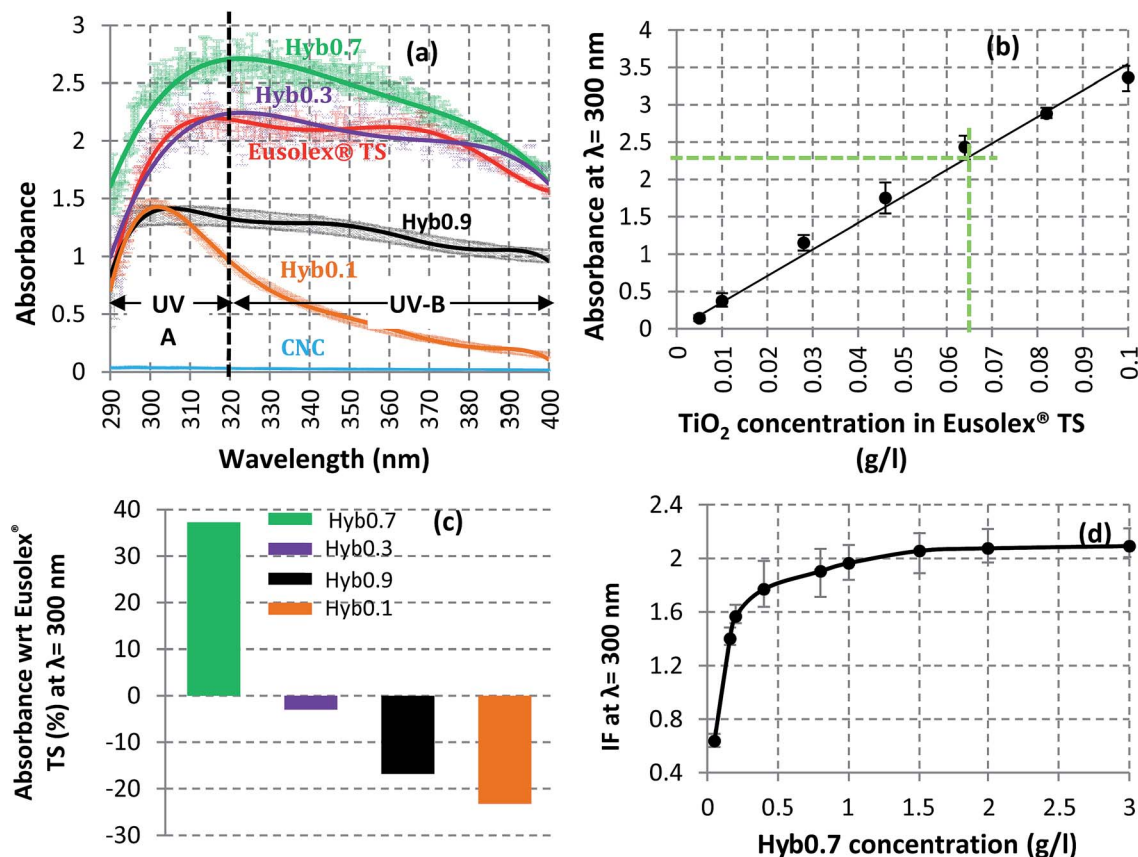 (a)
3
2.5
2
1.5
1
0.5
0
Absorbance
Hyb0.7
Hyb0.3
Eusolex® TS
Hyb0.9
Hyb0.1
UV
A
UV-B
CNC
290
300
310
320
330
340
350
360
370
380
390
400
Wavelength (nm)
(b)
4
3.5
3
2.5
2
1.5
1
0.5
0
Absorbance at λ= 300 nm
0
0.01
0.02
0.03
0.04
0.05
0.06
0.07
0.08
0.09
0.1
TiO₂ concentration in Eusolex® TS
(g/l)
(c)
40
30
20
10
0
-10
-20
-30
Absorbance wrt Eusolex®
TS (%) at λ= 300 nm
Hyb0.7
Hyb0.3
Hyb0.9
Hyb0.1
(d)
2.4
2
1.6
1.2
0.8
0.4
IF at λ= 300 nm
0
0.5
1
1.5
2
2.5
3
Hyb0.7 concentration (g/l)